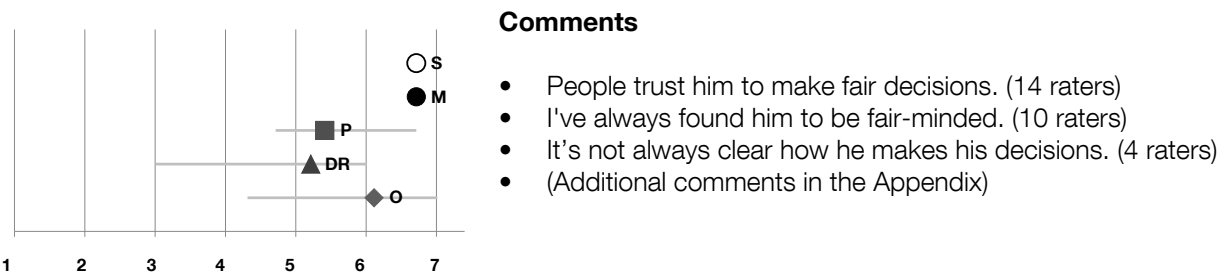 Comments
S
M
P
DR
O
1 2 3 4 5 6 7
• People trust him to make fair decisions. (14 raters)
• I've always found him to be fair-minded. (10 raters)
• It’s not always clear how he makes his decisions. (4 raters)
• (Additional comments in the Appendix)